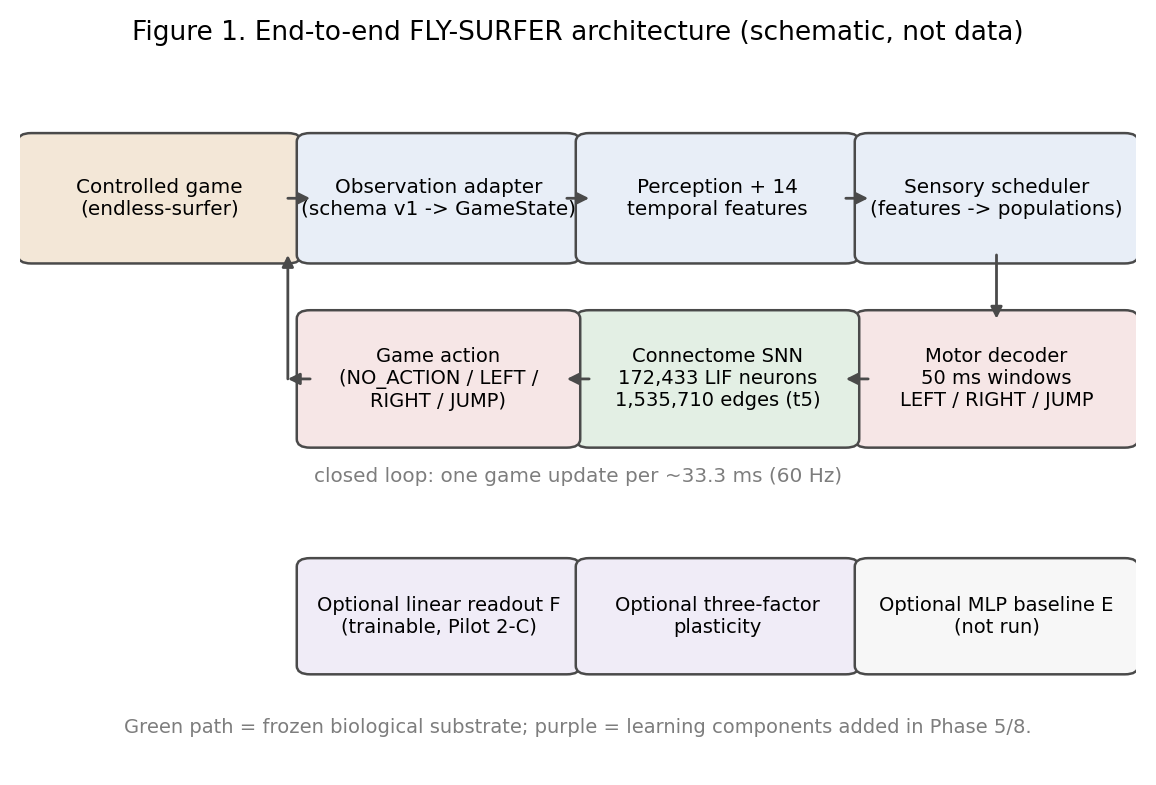 Figure 1. End-to-end FLY-SURFER architecture (schematic, not data)
Controlled game
(endless-surfer)
Observation adapter
(schema v1 -> GameState)
Perception + 14
temporal features
Sensory scheduler
(features -> populations)
Game action
(NO_ACTION / LEFT /
RIGHT / JUMP)
Connectome SNN
172,433 LIF neurons
1,535,710 edges (t5)
Motor decoder
50 ms windows
LEFT / RIGHT / JUMP
closed loop: one game update per ~33.3 ms (60 Hz)
Optional linear readout F
(trainable, Pilot 2-C)
Optional three-factor
plasticity
Optional MLP baseline E
(not run)
Green path = frozen biological substrate; purple = learning components added in Phase 5/8.